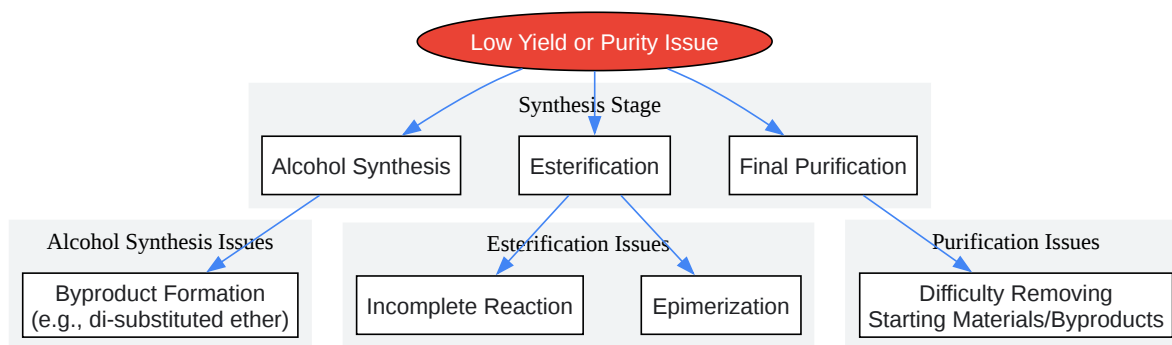 Low Yield or Purity Issue
Synthesis Stage
Alcohol Synthesis
Esterification
Final Purification
Alcohol Synthesis Issues
Esterification Issues
Purification Issues
Byproduct Formation
(e.g., di-substituted ether)
Incomplete Reaction
Epimerization
Difficulty Removing
Starting Materials/Byproducts